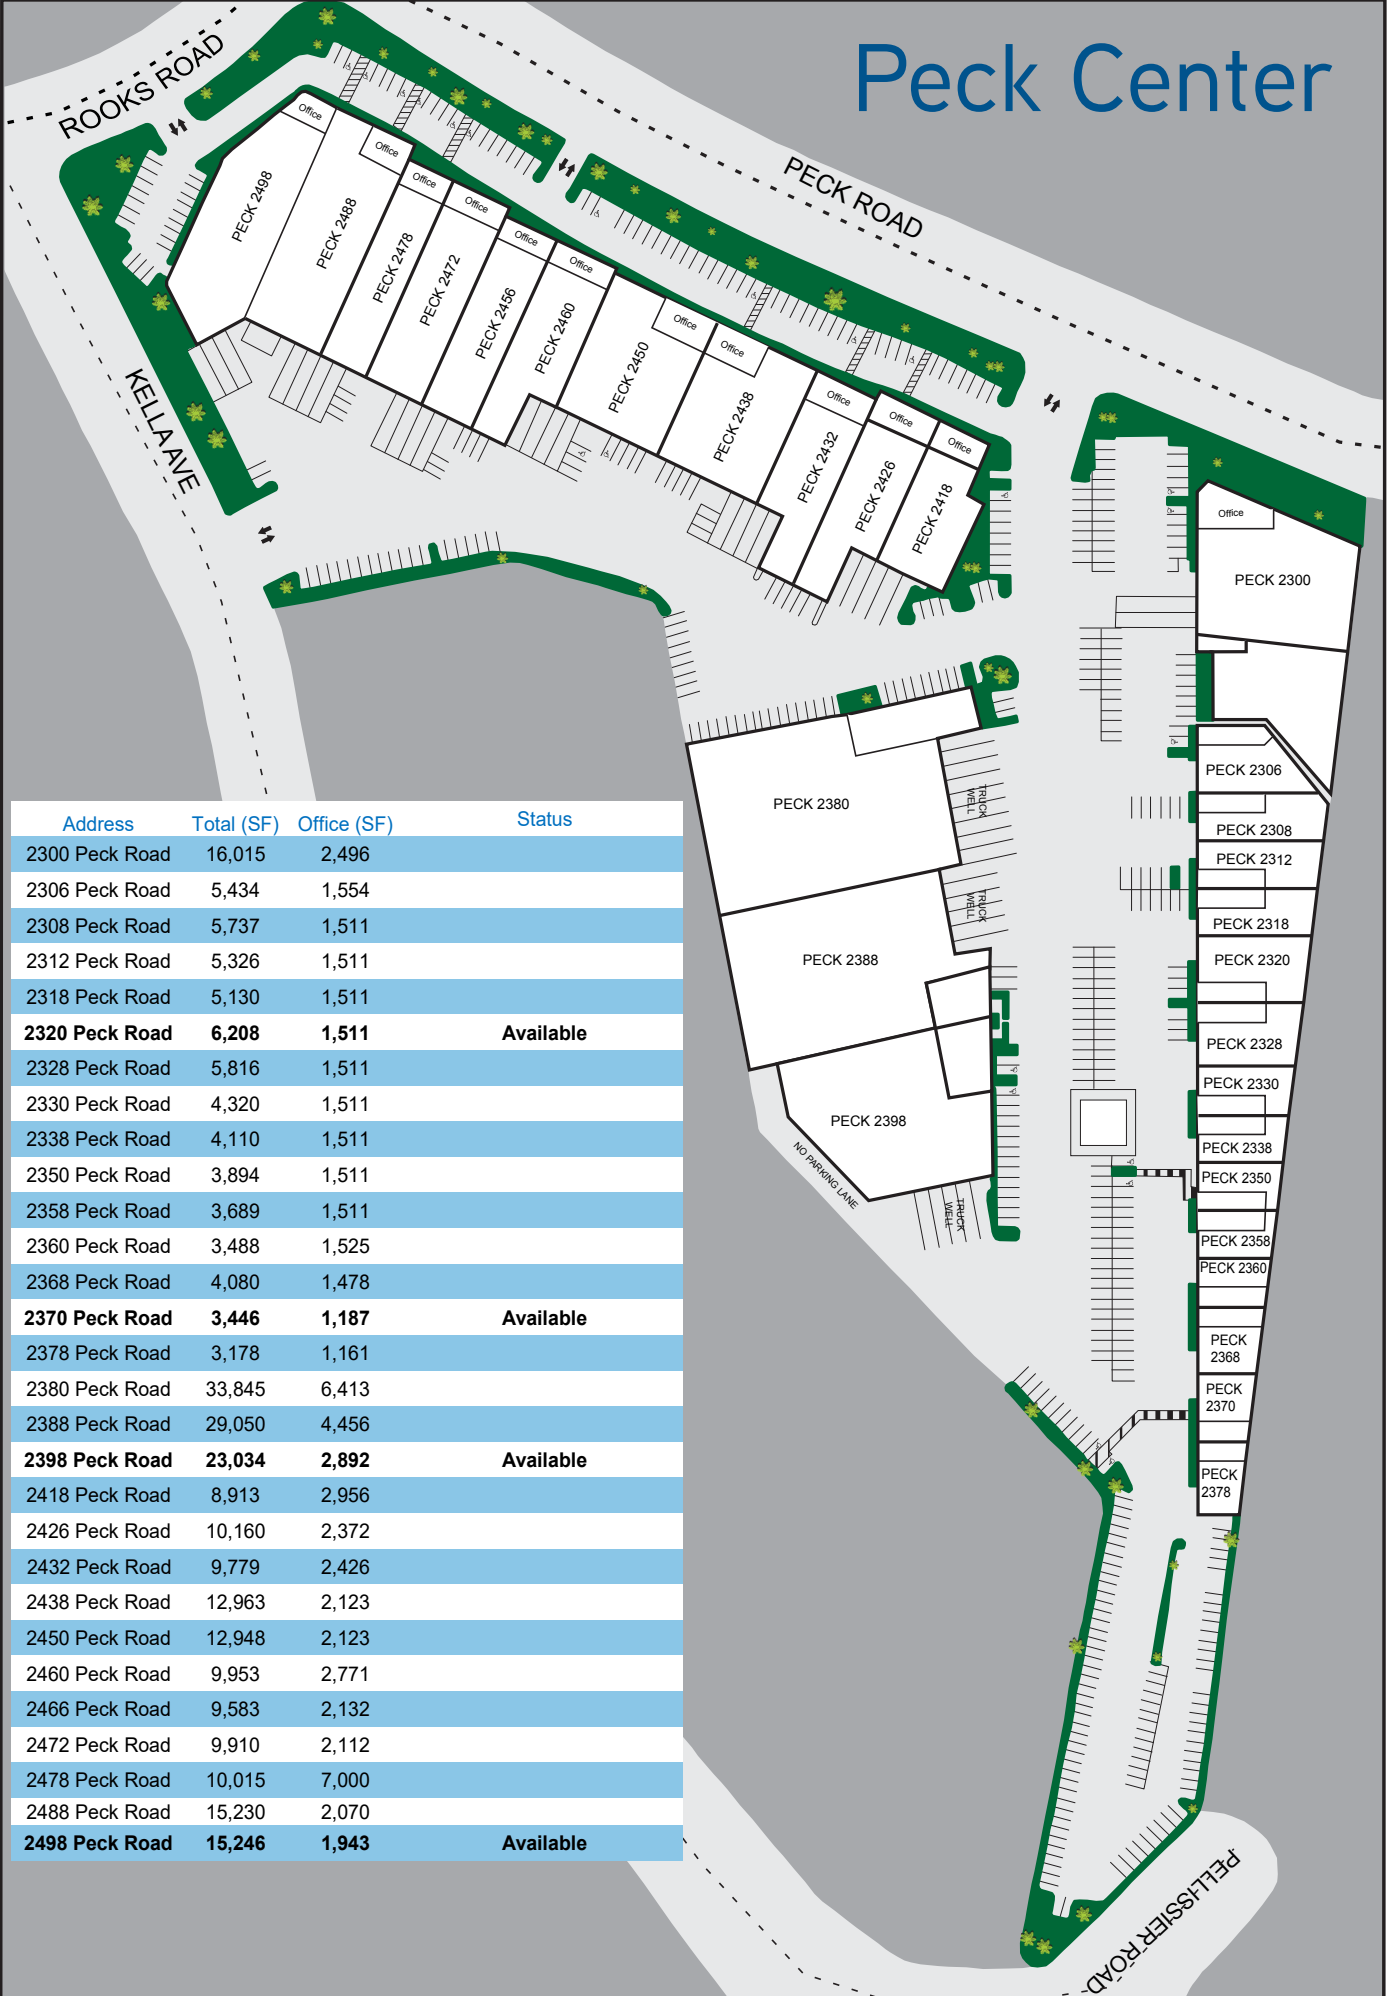 Peck Center
ROOKS ROAD
PECK ROAD
KELLA AVE
PELLISSIER ROAD
Office
PECK 2498
PECK 2488
Office
PECK 2478
Office
PECK 2472
Office
PECK 2456
Office
PECK 2460
Office
PECK 2450
Office
PECK 2438
Office
PECK 2432
Office
PECK 2426
Office
PECK 2418
Office
Office
PECK 2300
PECK 2306
PECK 2308
PECK 2312
PECK 2318
PECK 2320
PECK 2328
PECK 2330
PECK 2338
PECK 2350
PECK 2358
PECK 2360
PECK
2368
PECK
2370
PECK
2378
PECK 2380
TRUCK
WELL
PECK 2388
TRUCK
WELL
PECK 2398
NO PARKING LANE
TRUCK
WELL
Address Total (SF) Office (SF) Status
2300 Peck Road 16,015 2,496
2306 Peck Road 5,434 1,554
2308 Peck Road 5,737 1,511
2312 Peck Road 5,326 1,511
2318 Peck Road 5,130 1,511
2320 Peck Road 6,208 1,511 Available
2328 Peck Road 5,816 1,511
2330 Peck Road 4,320 1,511
2338 Peck Road 4,110 1,511
2350 Peck Road 3,894 1,511
2358 Peck Road 3,689 1,511
2360 Peck Road 3,488 1,525
2368 Peck Road 4,080 1,478
2370 Peck Road 3,446 1,187 Available
2378 Peck Road 3,178 1,161
2380 Peck Road 33,845 6,413
2388 Peck Road 29,050 4,456
2398 Peck Road 23,034 2,892 Available
2418 Peck Road 8,913 2,956
2426 Peck Road 10,160 2,372
2432 Peck Road 9,779 2,426
2438 Peck Road 12,963 2,123
2450 Peck Road 12,948 2,123
2460 Peck Road 9,953 2,771
2466 Peck Road 9,583 2,132
2472 Peck Road 9,910 2,112
2478 Peck Road 10,015 7,000
2488 Peck Road 15,230 2,070
2498 Peck Road 15,246 1,943 Available